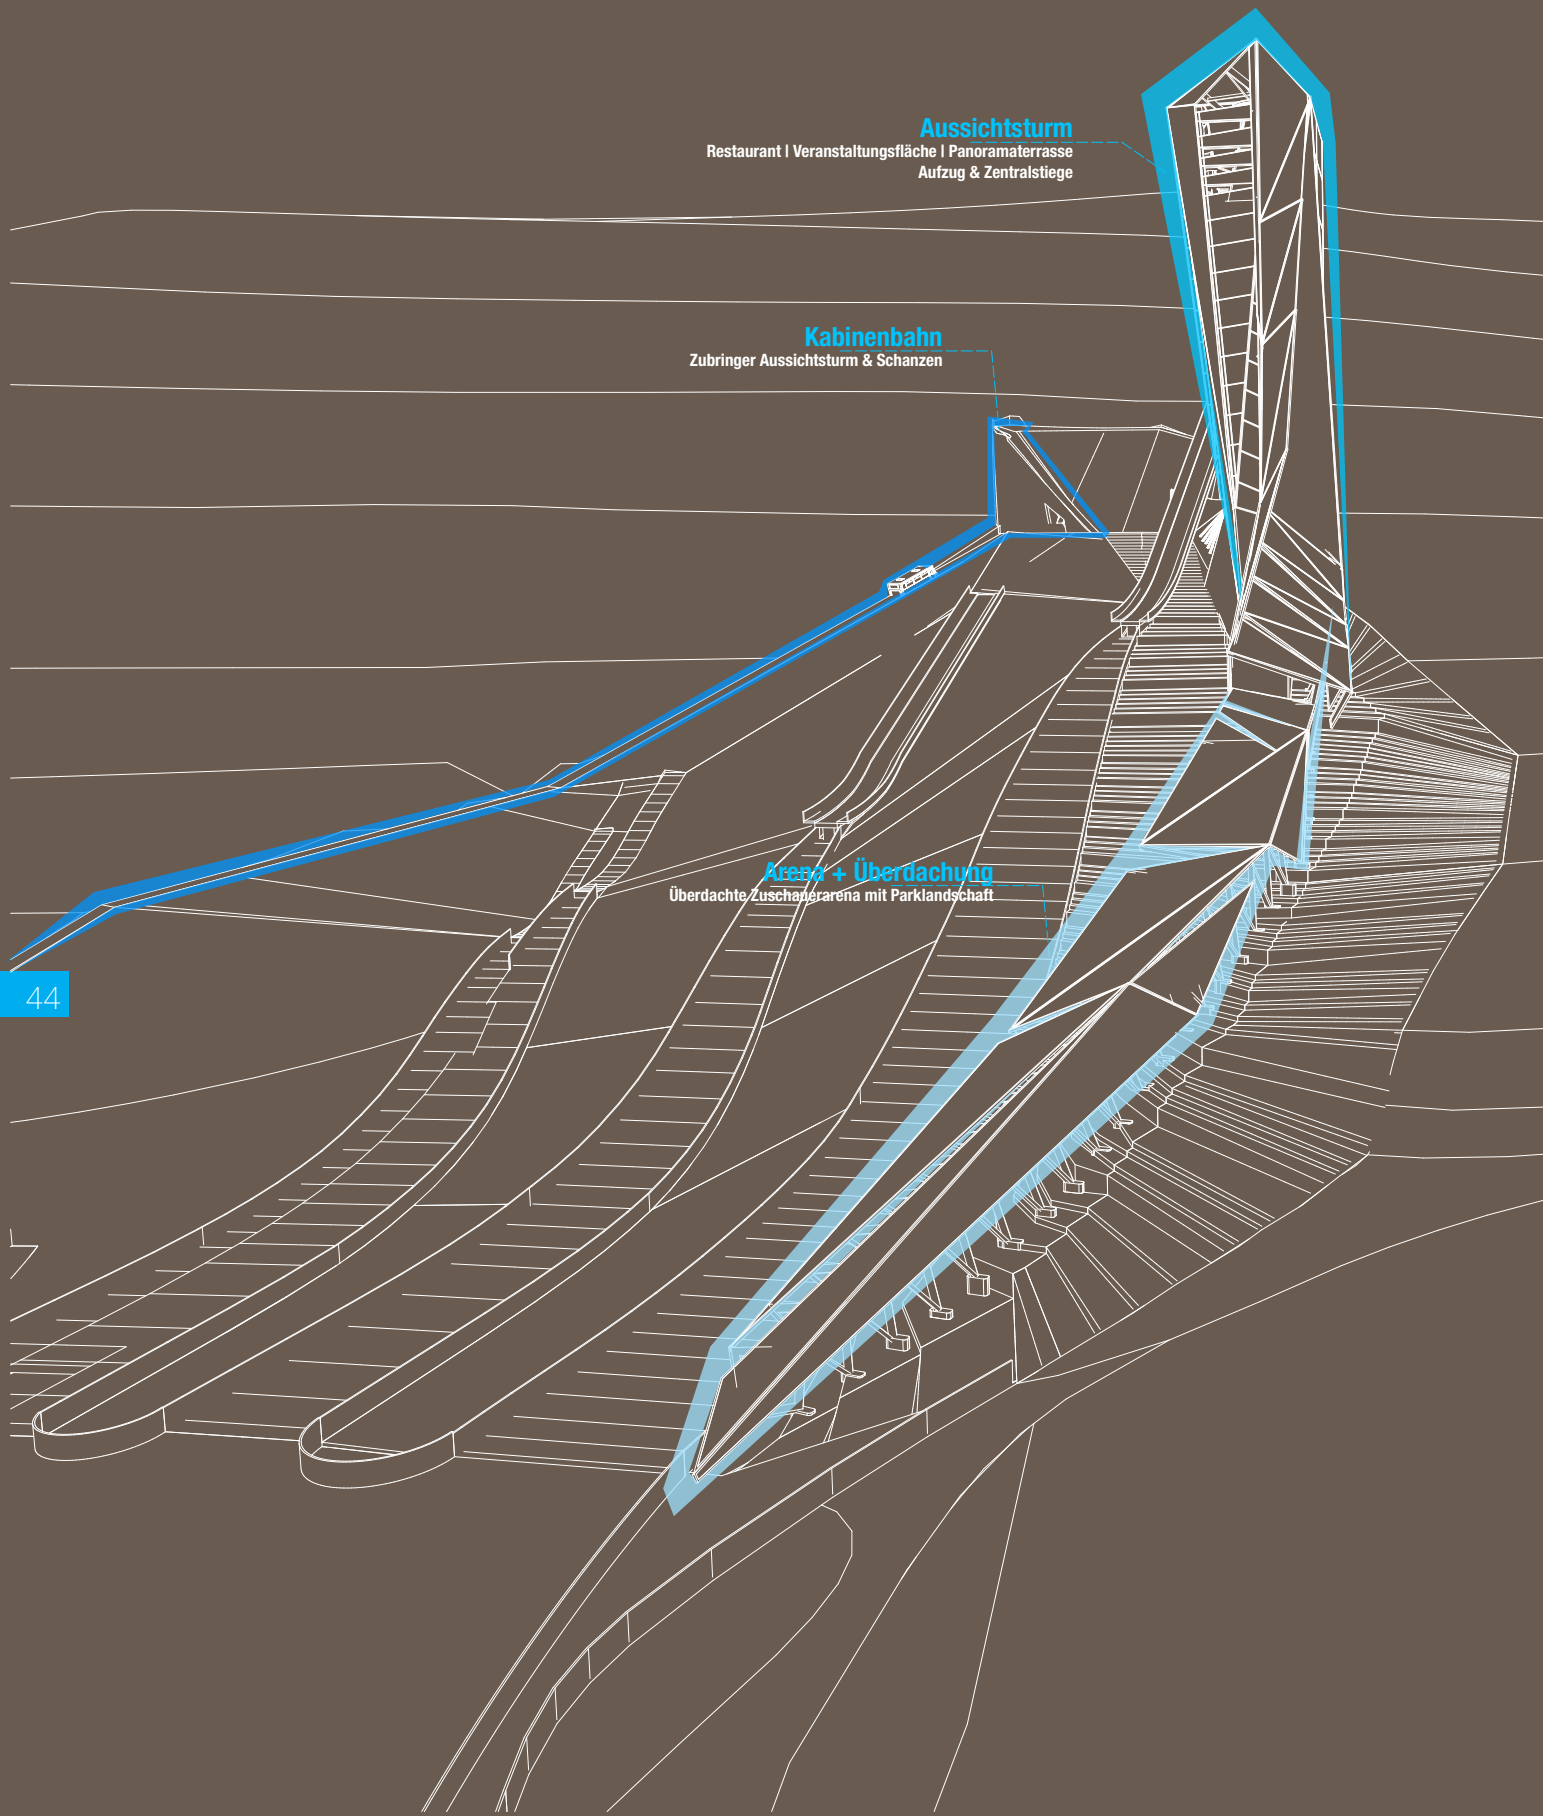 Aussichtsturm
Restaurant | Veranstaltungsfläche | Panoramaterrasse
Aufzug & Zentralstiege
Kabinenbahn
Zubringer Aussichtsturm & Schanzen
Arena + Überdachung
Überdachte Zuschauerarena mit Parklandschaft
44